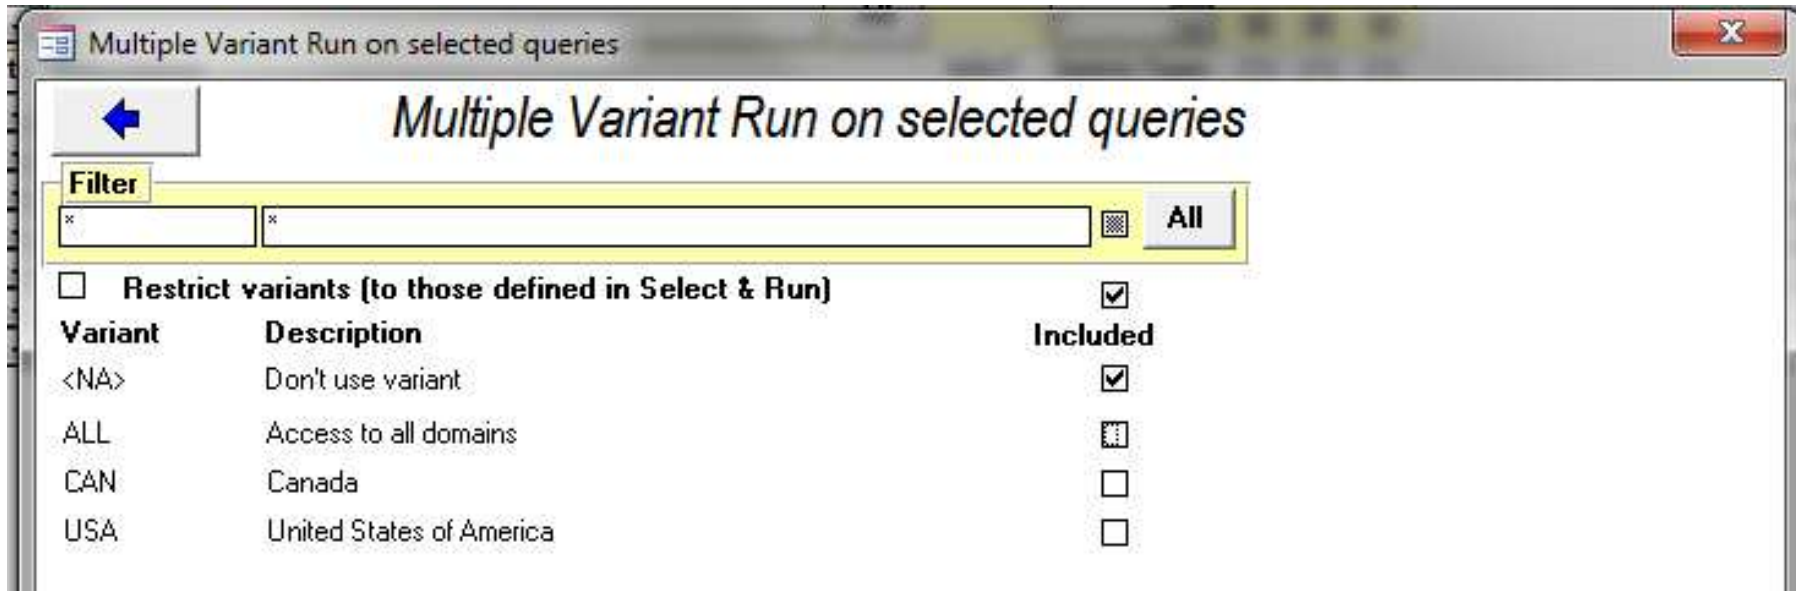 Multiple Variant Run on selected queries
Multiple Variant Run on selected queries
Filter
* * All
Restrict variants (to those defined in Select & Run)
Variant Description Included
<NA> Don't use variant
ALL Access to all domains
CAN Canada
USA United States of America